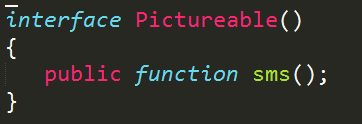 interface Pictureable()
{
public function sms();
}